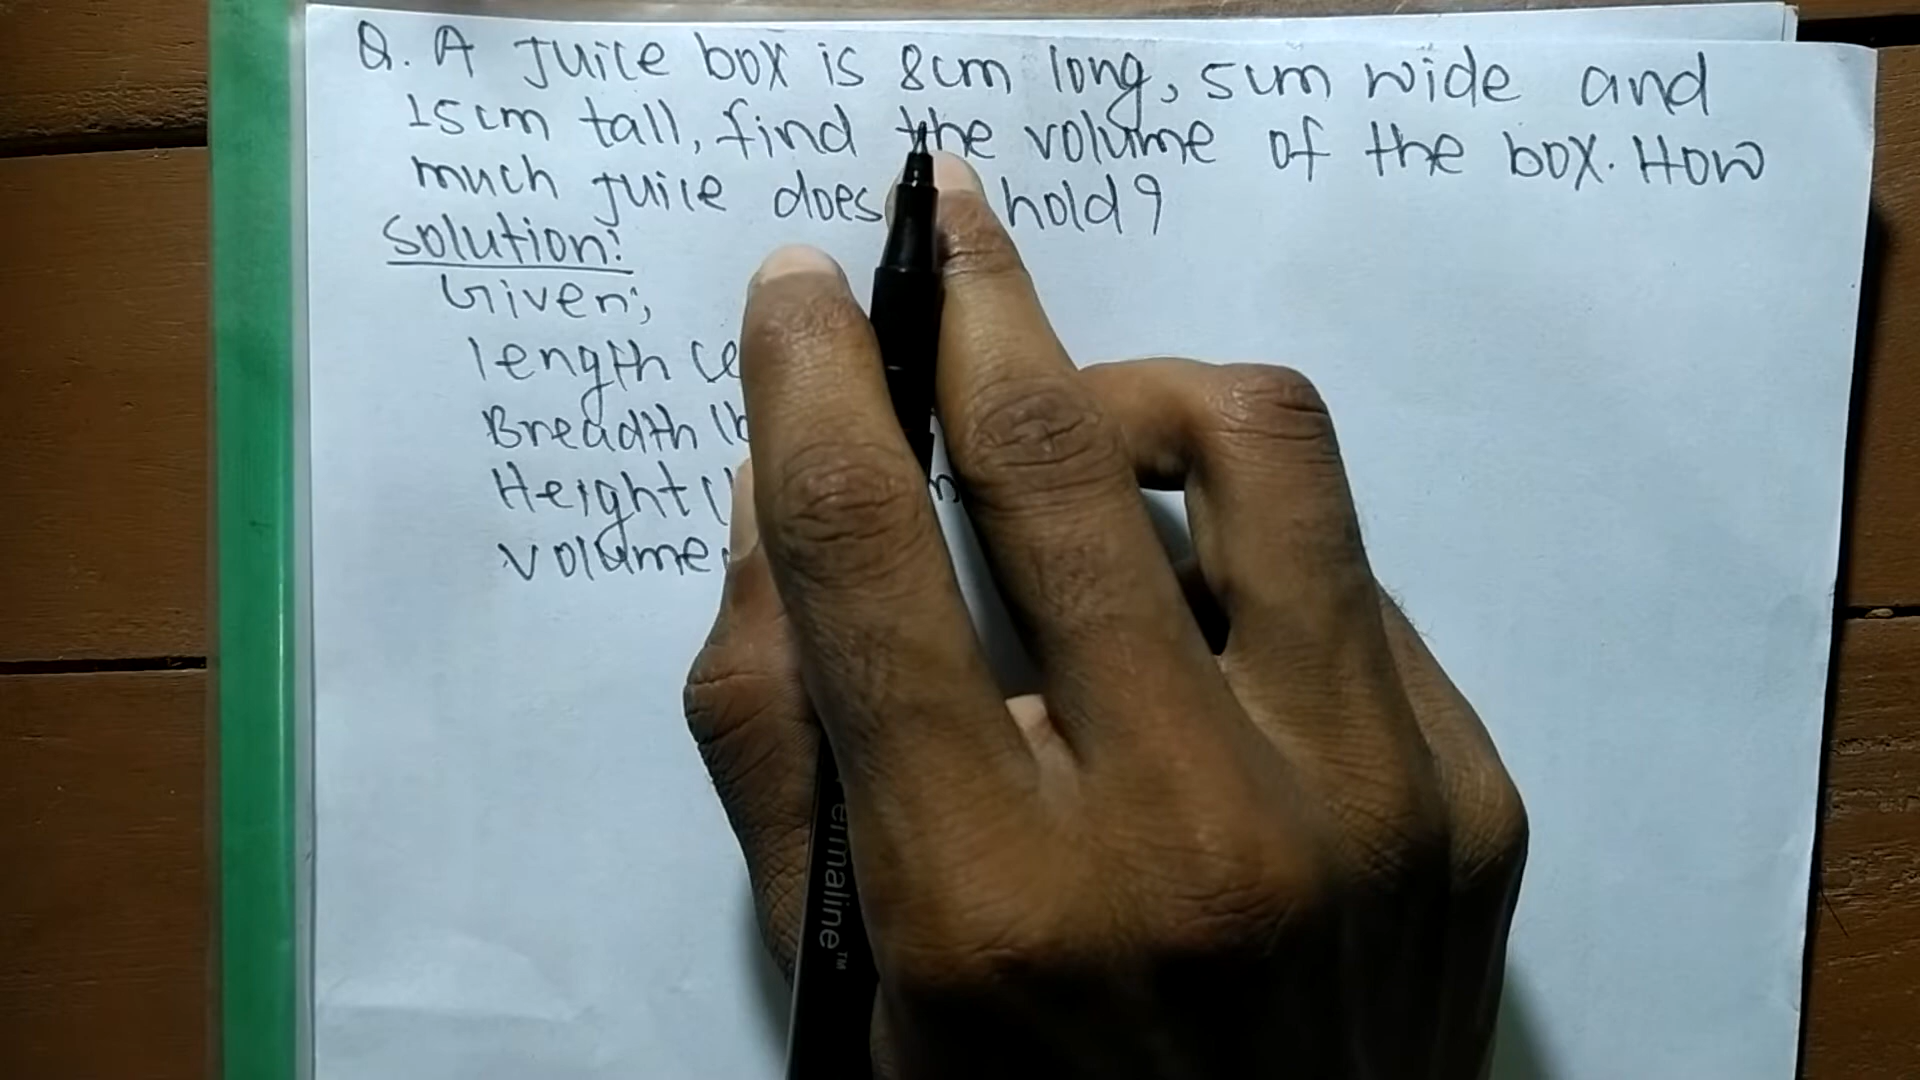 Q. A Juice box is 8cm long, 5cm wide and
15cm tall, find the volume of the box. How
much juice does hold?
Solution:
Given;
length (l
Breadth (b
Height (
volume
ermaline™